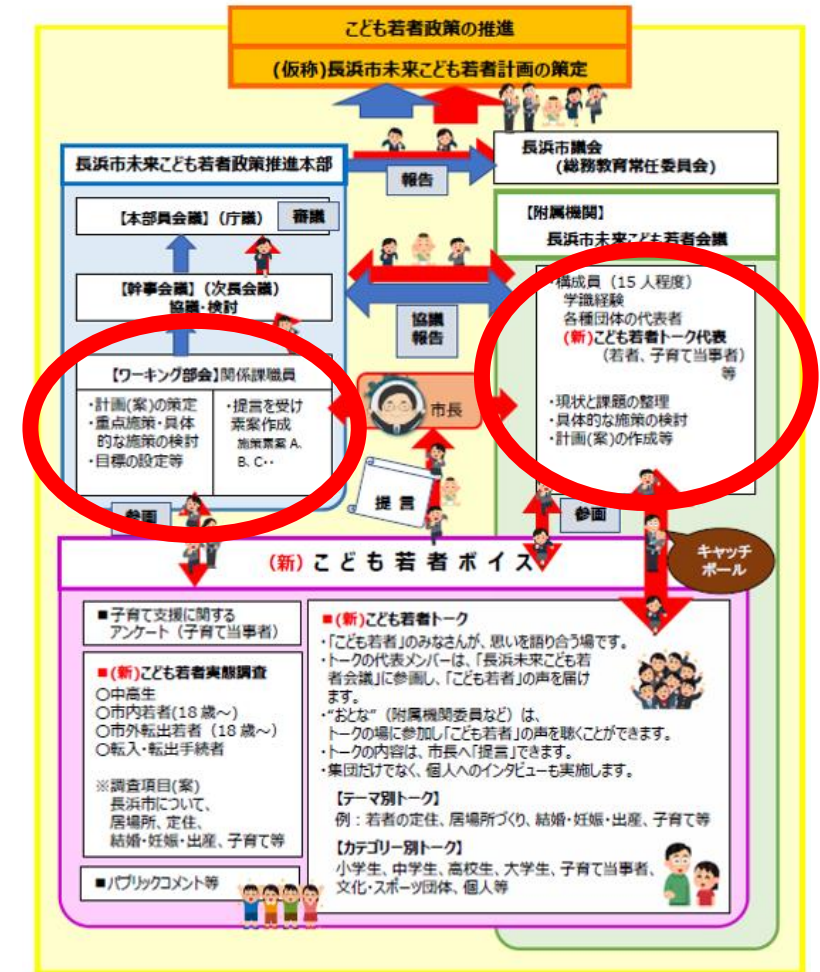 こども若者政策の推進
(仮称)長浜市未来こども若者計画の策定
長浜市未来こども若者政策推進本部
報告
長浜市議会
(総務教育常任委員会)
【本部員会議】(庁議)
審議
【幹事会議】(次長会議)
協議・検討
【ワーキング部会】関係課職員
・計画(案)の策定
・重点施策・具体
的な施策の検討
・目標の設定等
・提言を受け
素案作成
施策素案 A、
B、C・・
協議
報告
市長
提 言
【附属機関】
長浜市未来こども若者会議
・構成員(15 人程度)
学識経験
各種団体の代表者
(新)こども若者トーク代表
(若者、子育て当事者)
等
・現状と課題の整理
・具体的な施策の検討
・計画(案)の作成等
参画
参画
キャッチ
ボール
(新)こども若者ボイス
■子育て支援に関する
アンケート(子育て当事者)
■(新)こども若者実態調査
〇中高生
〇市内若者(18 歳~)
〇市外転出若者(18 歳~)
〇転入・転出手続者
※調査項目(案)
長浜市について、
居場所、定住、
結婚・妊娠・出産、子育て等
■パブリックコメント等
■(新)こども若者トーク
・「こども若者」のみなさんが、思いを語り合う場です。
・トークの代表メンバーは、「長浜未来こども若
者会議」に参画し、「こども若者」の声を届け
ます。
・“おとな”(附属機関委員など)は、
トークの場に参加し「こども若者」の声を聴くことができます。
・トークの内容は、市長へ「提言」できます。
・集団だけでなく、個人へのインタビューも実施します。
【テーマ別トーク】
例:若者の定住、居場所づくり、結婚・妊娠・出産、子育て等
【カテゴリー別トーク】
小学生、中学生、高校生、大学生、子育て当事者、
文化・スポーツ団体、個人等